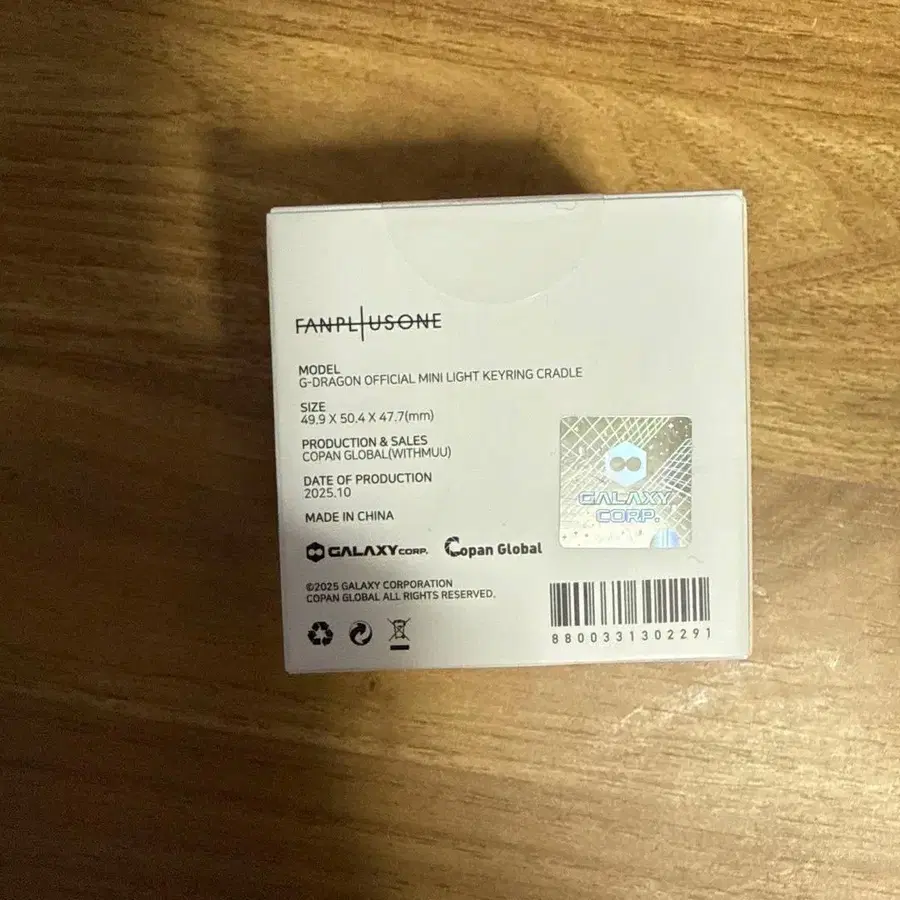 FANPLUSONE
MODEL
G-DRAGON OFFICIAL MINI LIGHT KEYRING CRADLE
SIZE
49.9 X 50.4 X 47.7(mm)
PRODUCTION & SALES
COPAN GLOBAL(WITHMUU)
DATE OF PRODUCTION
2025.10
MADE IN CHINA
GALAXY CORP.
GALAXY CORP.
Copan Global
©2025 GALAXY CORPORATION
COPAN GLOBAL ALL RIGHTS RESERVED.
8800331302291